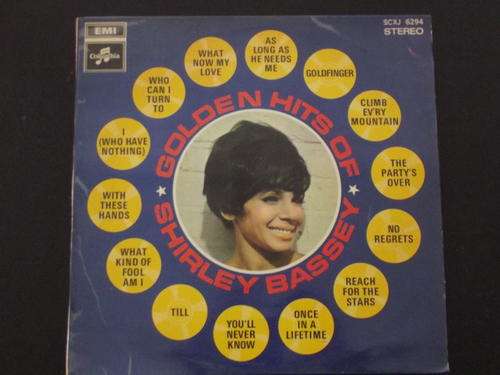 EMI
Columbia
SCXJ 6294
STEREO
GOLDEN HITS OF
SHIRLEY BASSEY
AS
LONG AS
HE NEEDS
ME
GOLDFINGER
CLIMB
EV'RY
MOUNTAIN
THE
PARTY'S
OVER
NO
REGRETS
REACH
FOR THE
STARS
ONCE
IN A
LIFETIME
YOU'LL
NEVER
KNOW
TILL
WHAT
KIND OF
FOOL
AM I
WITH
THESE
HANDS
I
(WHO HAVE
NOTHING)
WHO
CAN I
TURN
TO
WHAT
NOW MY
LOVE